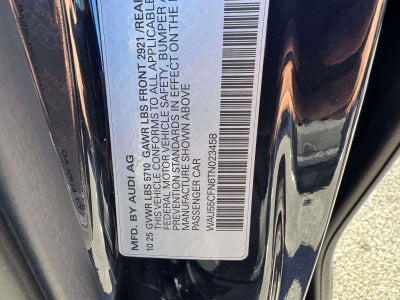 MFD. BY AUDI AG
10 25 GVWR LBS 5710 GAWR LBS FRONT 2921 /REAR
THIS VEHICLE CONFORMS TO ALL APPLICABLE
FEDERAL MOTOR VEHICLE SAFETY, BUMPER A
PREVENTION STANDARDS IN EFFECT ON THE
MANUFACTURE SHOWN ABOVE
PASSENGER CAR
WAU55CFN6TN023458